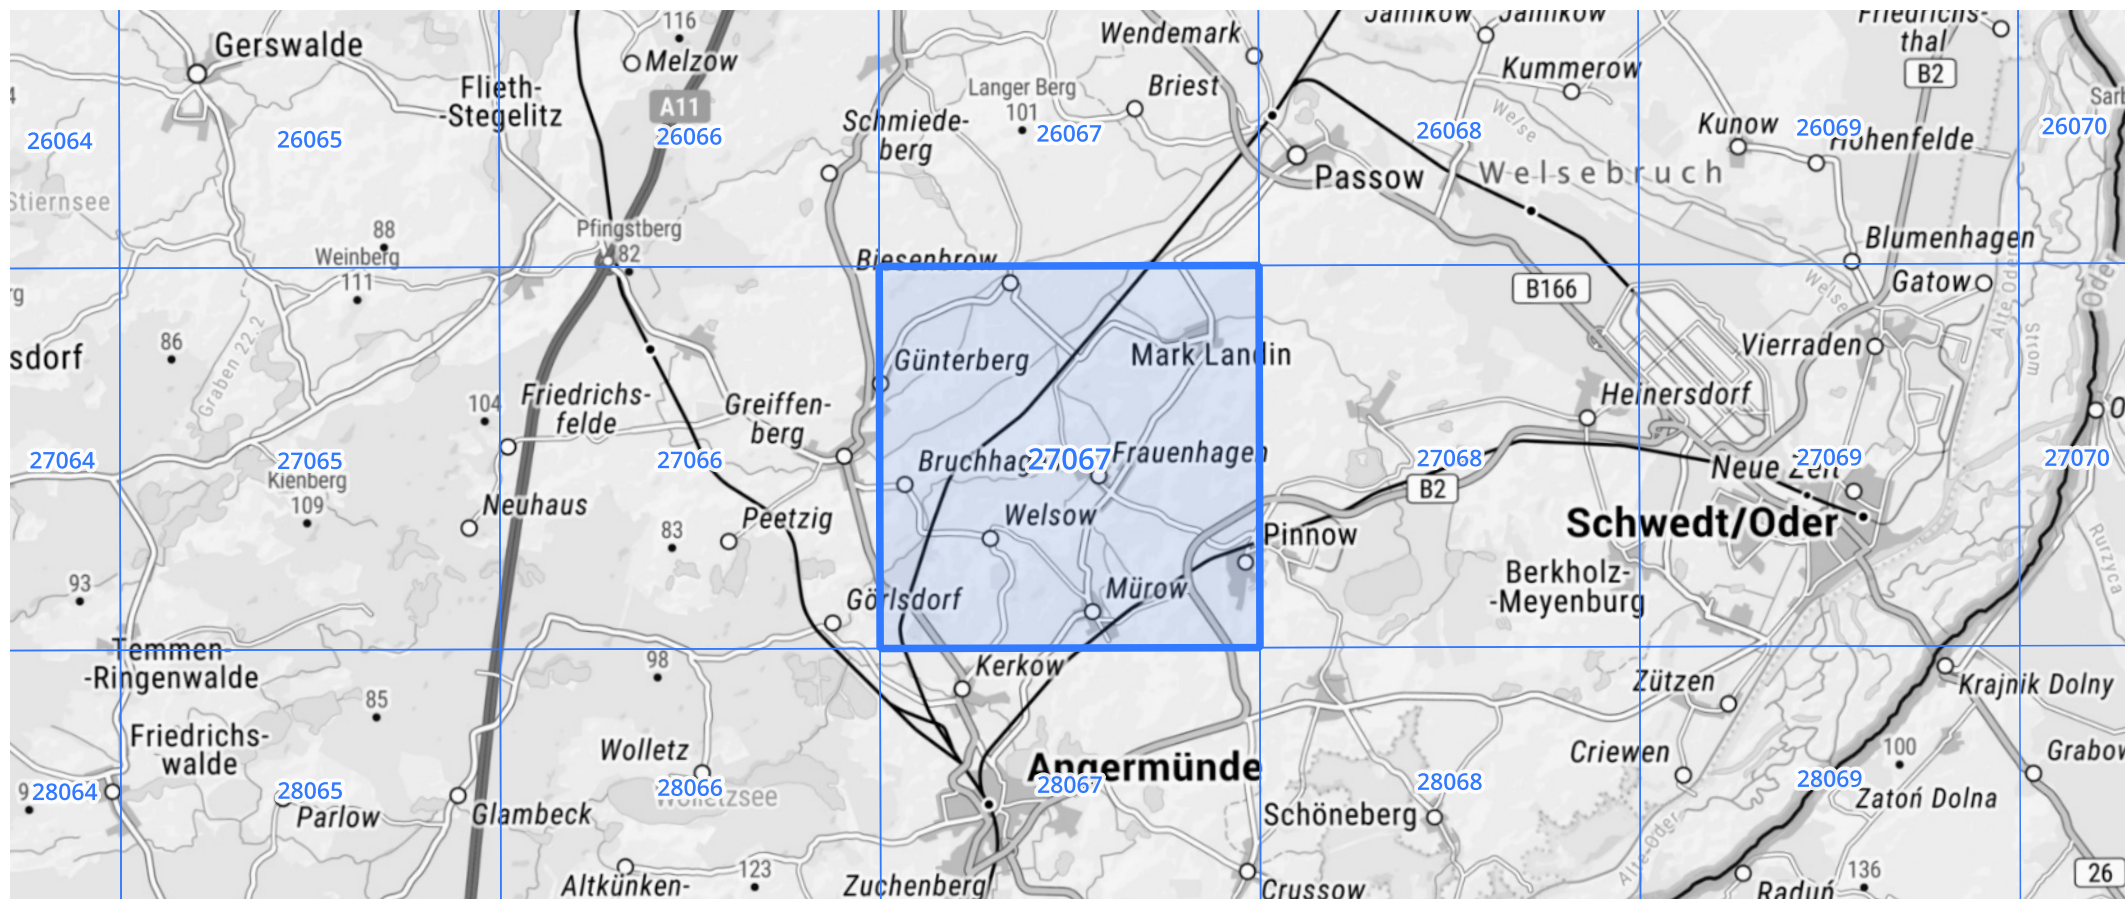 116
Jamikow
Jamikow
Friedrichs-
thal
Gerswalde
Melzow
Wendemark
B2
Flieth-
-Stegelitz
A11
Langer Berg
101
Briest
Kummerow
Welse
Schmiede-
berg
Kunow
Hohenfelde
26064
26065
26066
26067
26068
26069
26070
Stiernsee
Passow
Welsebruch
88
Weinberg
111
Pfingstberg
82
Biesenbrow
Blumenhagen
Gatow
B166
Welse
Alte Oder
Oder
Strom
86
sdorf
Graben 22.2
Günterberg
Mark Landin
Vierraden
104
Friedrichs-
felde
Greiffen-
berg
Heinersdorf
27064
27065
27066
27067
27068
27069
27070
Kienberg
109
Frauenhagen
Neue Zeit
B2
Neuhaus
83
Peetzig
Welsow
Pinnow
Schwedt/Oder
Rurzyca
93
Görlsdorf
Mürow
Berkholz-
-Meyenburg
Temmen-
-Ringenwalde
98
85
Kerkow
Zützen
Krajnik Dolny
Friedrichs-
walde
Wolletz
Angermünde
Criewen
100
Grabow
28064
28065
28066
28067
28068
28069
Parlow
Glambeck
Wolletzsee
Schöneberg
Zatoń Dolna
Alte Oder
Altkünken-
123
Zuchenberg
Crussow
Raduń
136
26